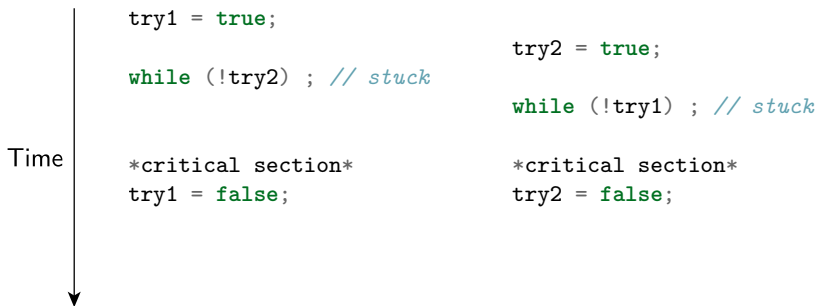 try1 = true;
try2 = true;
while (!try2) ; // stuck
while (!try1) ; // stuck
Time
*critical section* *critical section*
try1 = false; try2 = false;